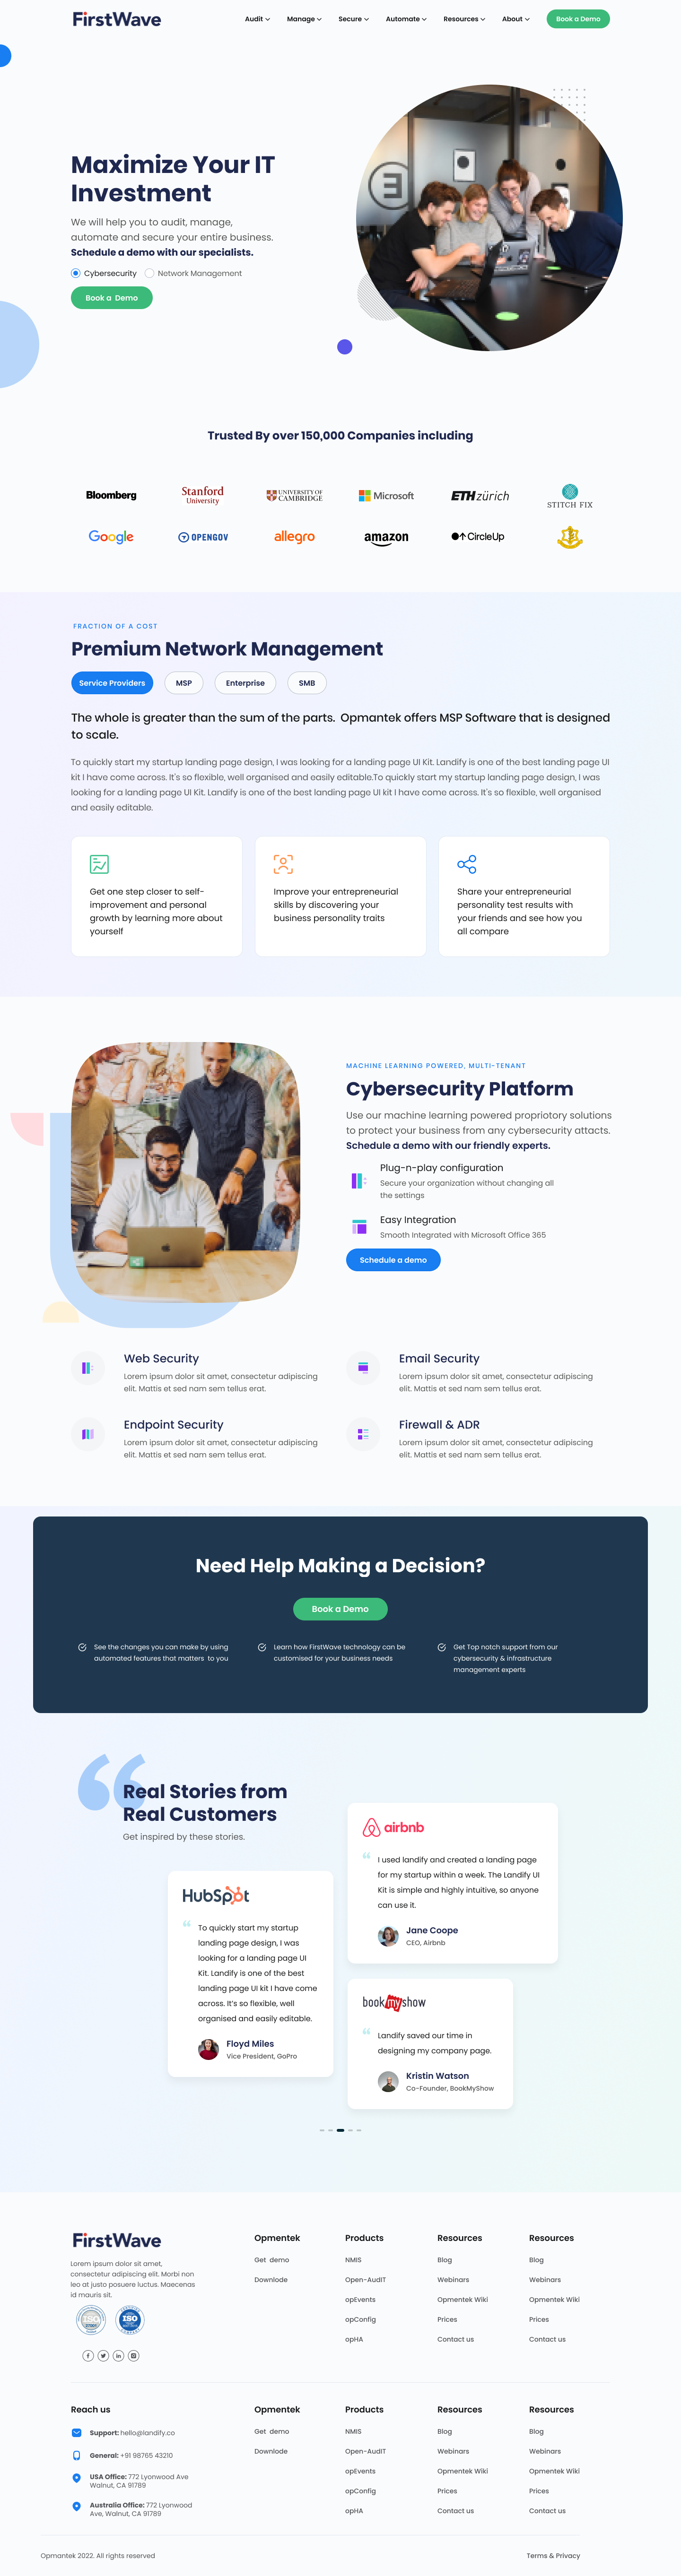 FirstWave
Audit
Manage
Secure
Automate
Resources
About
Book a Demo
Maximize Your IT
Investment
We will help you to audit, manage,
automate and secure your entire business.
Schedule a demo with our specialists.
Cybersecurity
Network Management
Book a Demo
Trusted By over 150,000 Companies including
Bloomberg
Stanford
University
UNIVERSITY OF
CAMBRIDGE
Microsoft
ETH zürich
STITCH FIX
Google
OPENGOV
allegro
amazon
CircleUp
FRACTION OF A COST
Premium Network Management
Service Providers
MSP
Enterprise
SMB
The whole is greater than the sum of the parts. Opmantek offers MSP Software that is designed
to scale.
To quickly start my startup landing page design, I was looking for a landing page UI Kit. Landify is one of the best landing page UI
kit I have come across. It's so flexible, well organised and easily editable.To quickly start my startup landing page design, I was
looking for a landing page UI Kit. Landify is one of the best landing page UI kit I have come across. It's so flexible, well organised
and easily editable.
Get one step closer to self-
improvement and personal
growth by learning more about
yourself
Improve your entrepreneurial
skills by discovering your
business personality traits
Share your entrepreneurial
personality test results with
your friends and see how you
all compare
MACHINE LEARNING POWERED, MULTI-TENANT
Cybersecurity Platform
Use our machine learning powered propriotory solutions
to protect your business from any cybersecurity attacts.
Schedule a demo with our friendly experts.
Plug-n-play configuration
Secure your organization without changing all
the settings
Easy Integration
Smooth Integrated with Microsoft Office 365
Schedule a demo
Web Security
Lorem ipsum dolor sit amet, consectetur adipiscing
elit. Mattis et sed nam sem tellus erat.
Email Security
Lorem ipsum dolor sit amet, consectetur adipiscing
elit. Mattis et sed nam sem tellus erat.
Endpoint Security
Lorem ipsum dolor sit amet, consectetur adipiscing
elit. Mattis et sed nam sem tellus erat.
Firewall & ADR
Lorem ipsum dolor sit amet, consectetur adipiscing
elit. Mattis et sed nam sem tellus erat.
Need Help Making a Decision?
Book a Demo
See the changes you can make by using
automated features that matters to you
Learn how FirstWave technology can be
customised for your business needs
Get Top notch support from our
cybersecurity & infrastructure
management experts
Real Stories from
Real Customers
Get inspired by these stories.
HubSpot
To quickly start my startup
landing page design, I was
looking for a landing page UI
Kit. Landify is one of the best
landing page UI kit I have come
across. It's so flexible, well
organised and easily editable.
Floyd Miles
Vice President, GoPro
airbnb
I used landify and created a landing page
for my startup within a week. The Landify UI
Kit is simple and highly intuitive, so anyone
can use it.
Jane Coope
CEO, Airbnb
bookmyshow
Landify saved our time in
designing my company page.
Kristin Watson
Co-Founder, BookMyShow
FirstWave
Lorem ipsum dolor sit amet,
consectetur adipiscing elit. Morbi non
leo at justo posuere luctus. Maecenas
id mauris sit.
ISO
ISO
Opmentek
Get demo
Downlode
Products
NMIS
Open-AudIT
opEvents
opConfig
opHA
Resources
Blog
Webinars
Opmentek Wiki
Prices
Contact us
Resources
Blog
Webinars
Opmentek Wiki
Prices
Contact us
Reach us
Support: hello@landify.co
General: +91 98765 43210
USA Office: 772 Lyonwood Ave
Walnut, CA 91789
Australia Office: 772 Lyonwood
Ave, Walnut, CA 91789
Opmentek
Get demo
Downlode
Products
NMIS
Open-AudIT
opEvents
opConfig
opHA
Resources
Blog
Webinars
Opmentek Wiki
Prices
Contact us
Resources
Blog
Webinars
Opmentek Wiki
Prices
Contact us
Opmantek 2022. All rights reserved
Terms & Privacy